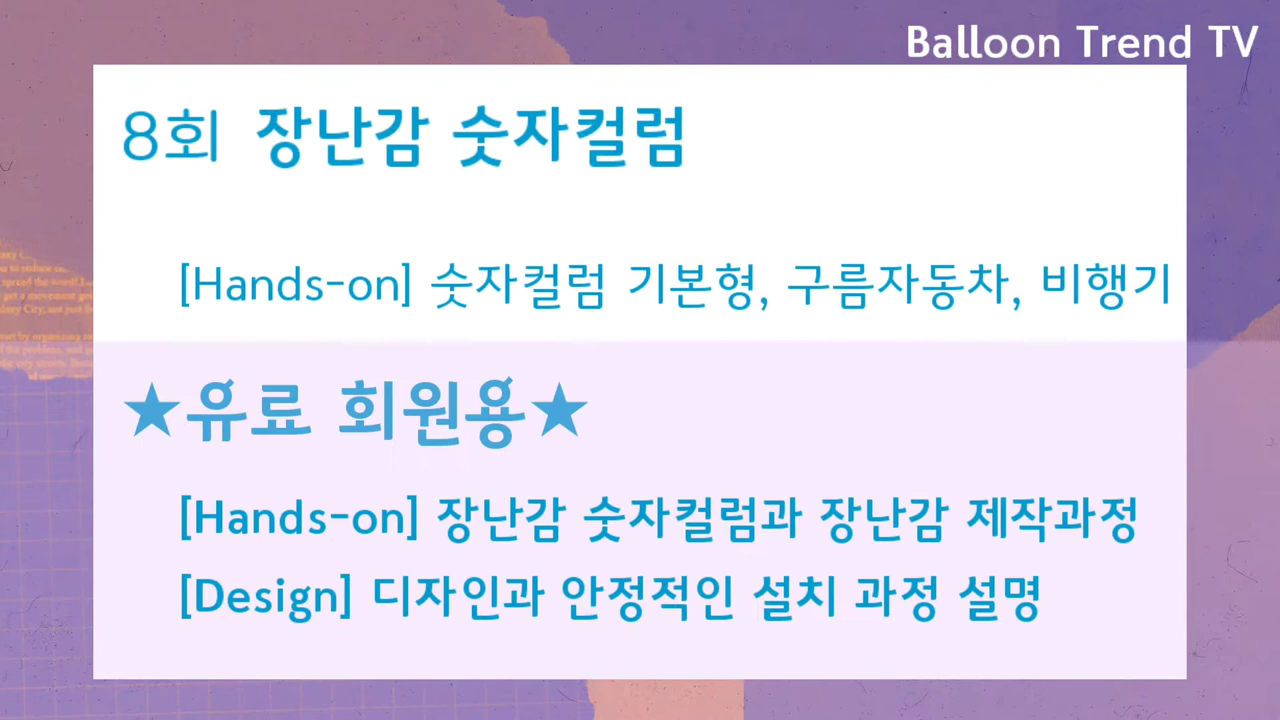 Balloon Trend TV
8회 장난감 숫자컬럼
[Hands-on] 숫자컬럼 기본형, 구름자동차, 비행기
★유료 회원용★
[Hands-on] 장난감 숫자컬럼과 장난감 제작과정
[Design] 디자인과 안정적인 설치 과정 설명